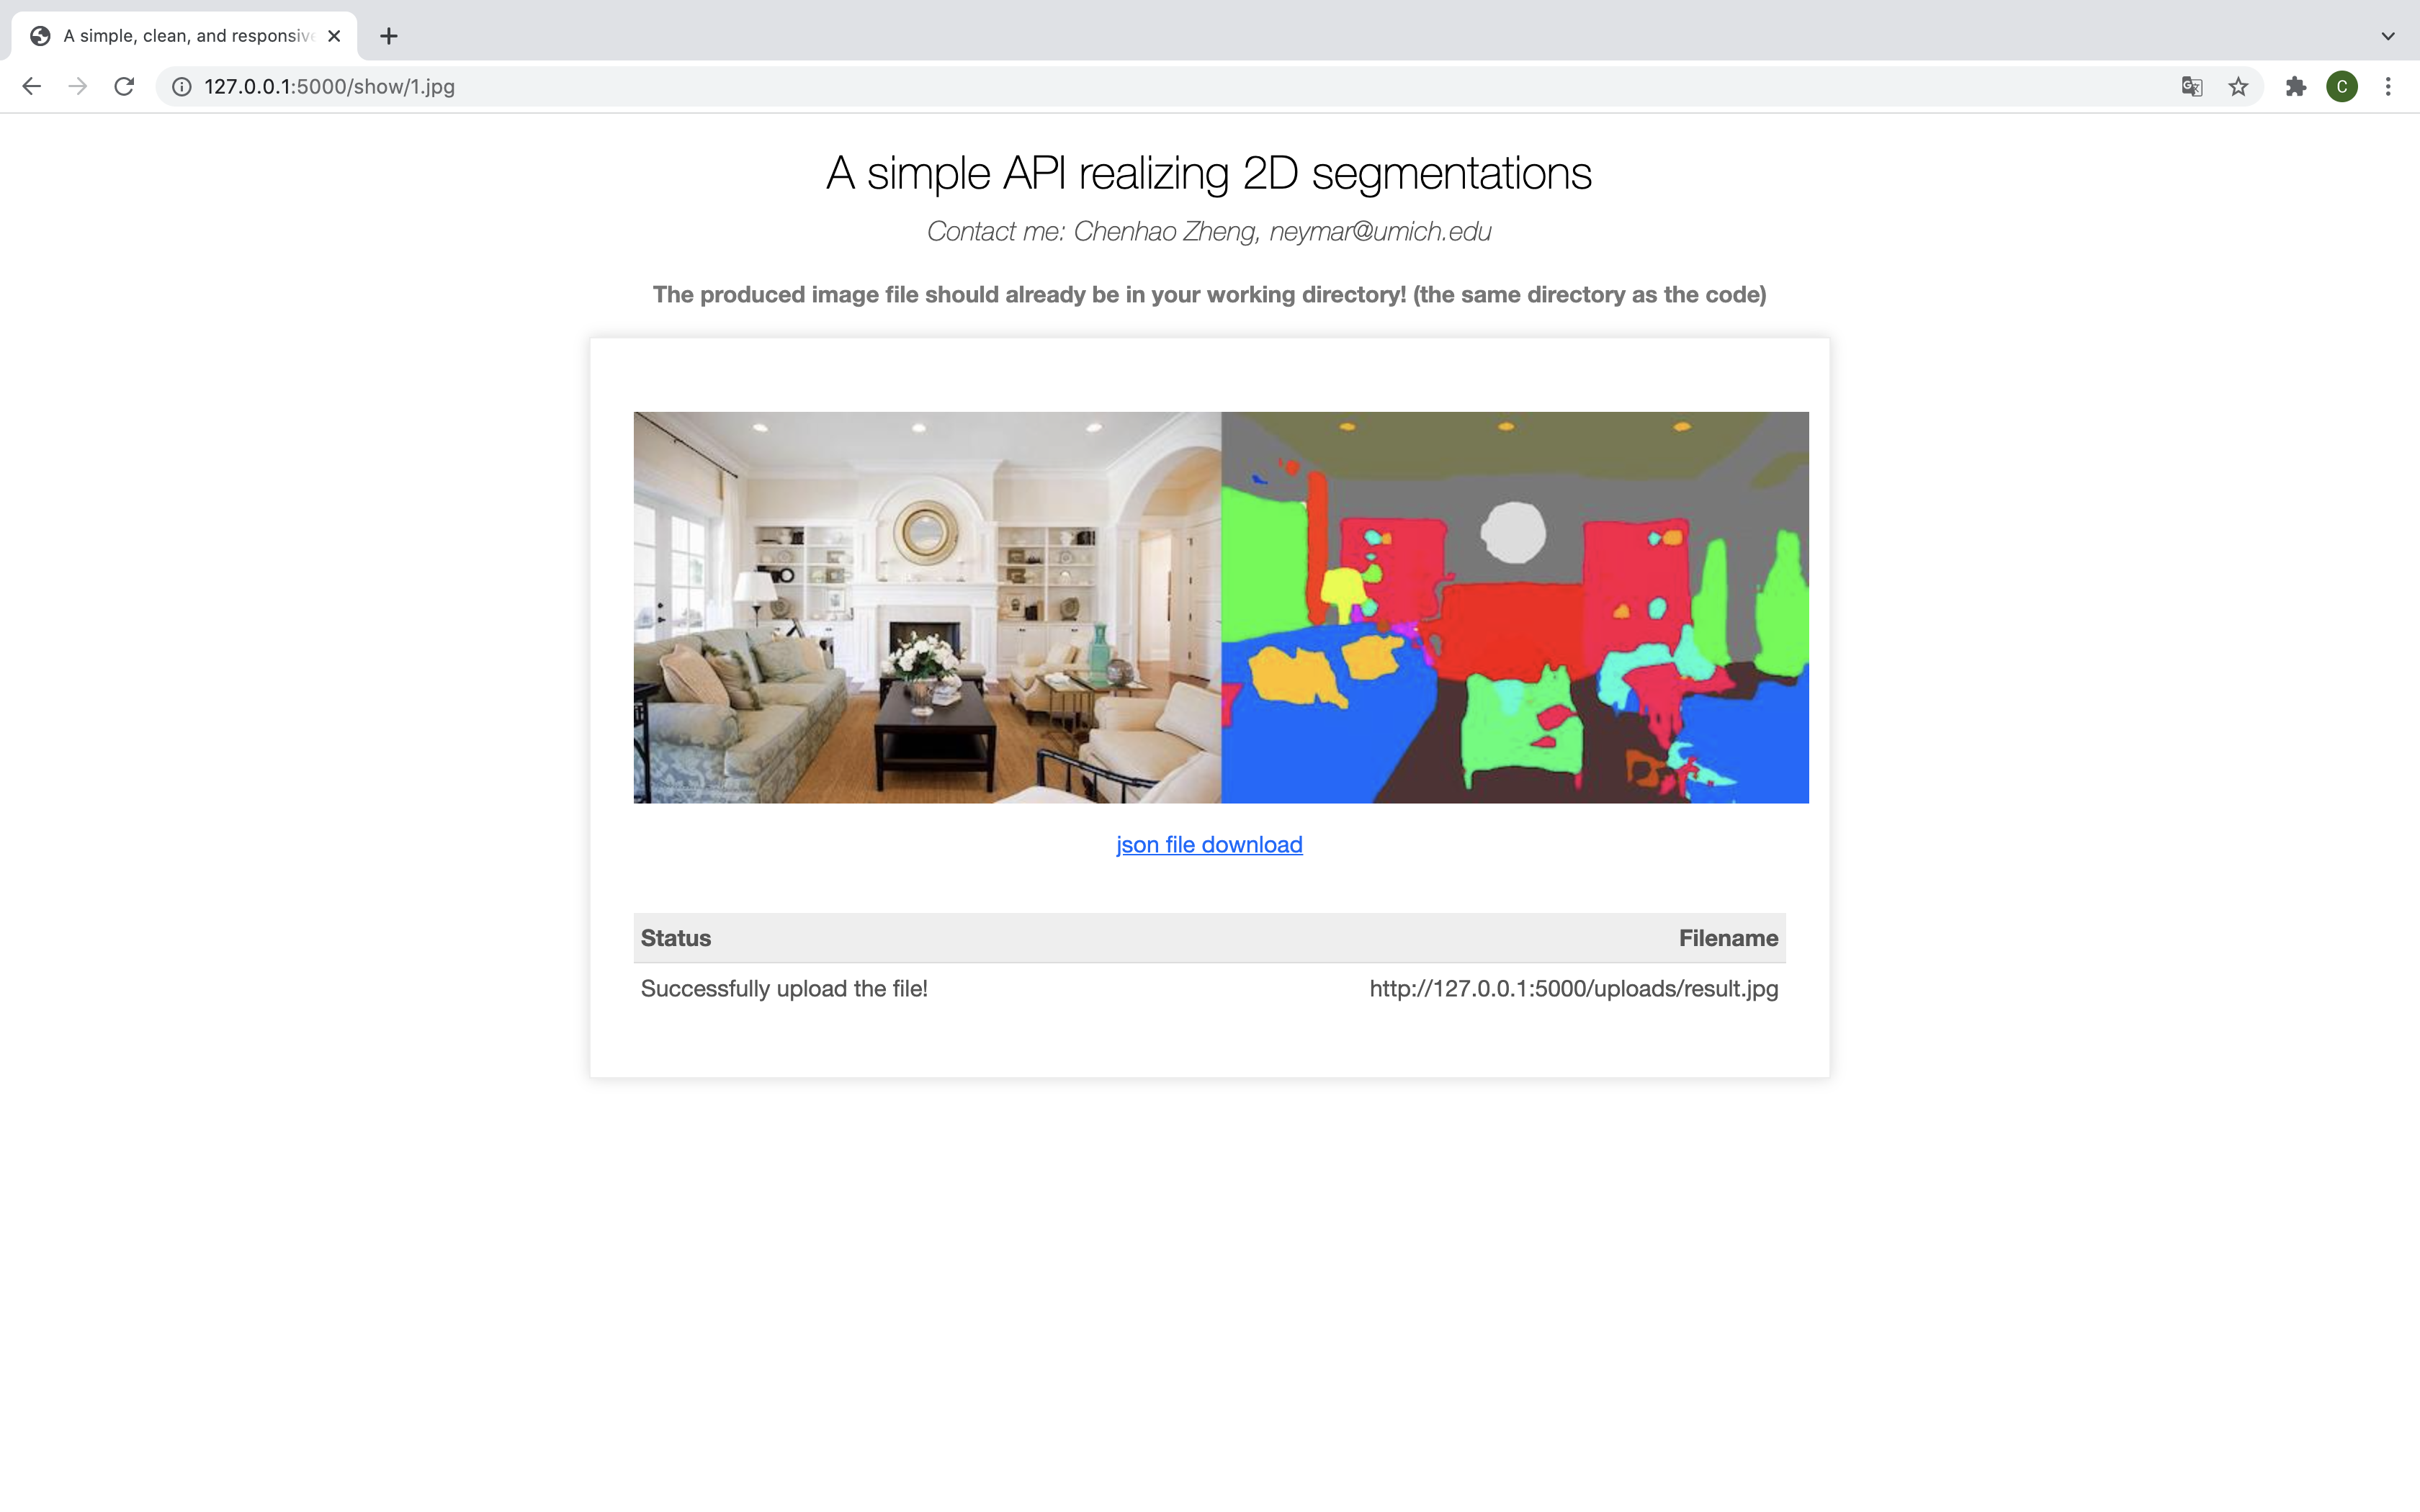 A simple, clean, and responsive
127.0.0.1:5000/show/1.jpg
C
A simple API realizing 2D segmentations
Contact me: Chenhao Zheng, neymar@umich.edu
The produced image file should already be in your working directory! (the same directory as the code)
json file download
Status Filename
Successfully upload the file! http://127.0.0.1:5000/uploads/result.jpg